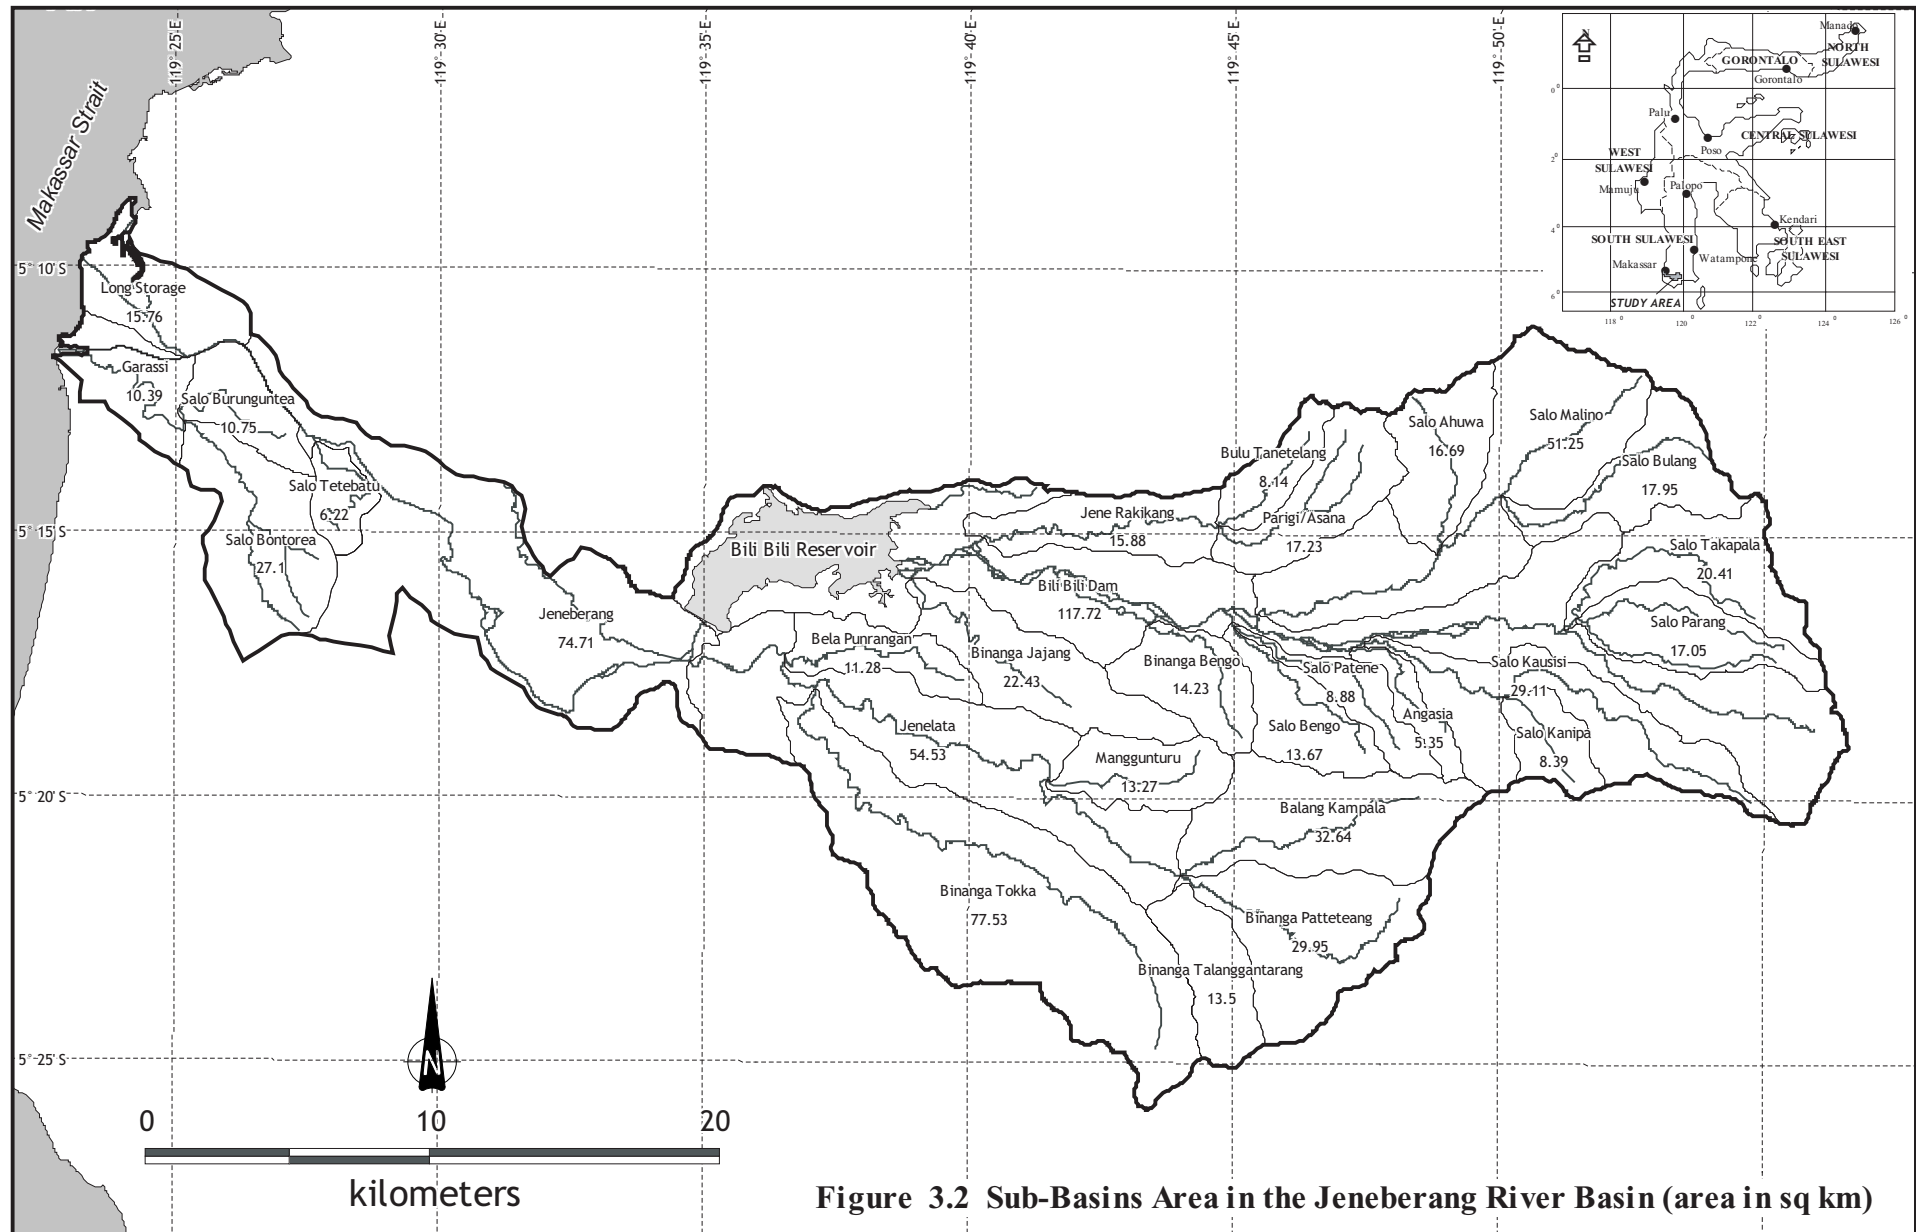 119°25'E
119°30'E
119°35'E
119°40'E
119°45'E
119°50'E
Makassar Strait
5°10'S
5°15'S
5°20'S
5°25'S
N
Manado
NORTH
SULAWESI
GORONTALO
Gorontalo
0°
Palu
CENTRAL SULAWESI
Poso
2°
WEST
SULAWESI
Mamuju
Palopo
4°
Kendari
SOUTH SULAWESI
SOUTH EAST
SULAWESI
Watampone
Makassar
6°
STUDY AREA
118°
120°
122°
124°
126°
Long Storage
15.76
Garassi
10.39
Salo Burunguntea
10.75
Salo Tetebatu
6.22
Salo Bontorea
27.1
Jeneberang
74.71
Bili Bili Reservoir
Jene Rakikang
15.88
Bulu Tanetelang
8.14
Parigi/Asana
17.23
Salo Ahuwa
16.69
Salo Malino
51.25
Salo Bulang
17.95
Salo Takapala
20.41
Salo Parang
17.05
Bili Bili Dam
117.72
Bela Punrangan
11.28
Binanga Jajang
22.43
Binanga Bengo
14.23
Salo Patene
8.88
Salo Kausisi
29.11
Angasia
5.35
Salo Bengo
13.67
Salo Kanipa
8.39
Jenelata
54.53
Manggunturu
13.27
Balang Kampala
32.64
Binanga Tokka
77.53
Binanga Patteteang
29.95
Binanga Talanggantarang
13.5
N
0 10 20
kilometers
Figure 3.2 Sub-Basins Area in the Jeneberang River Basin (area in sq km)